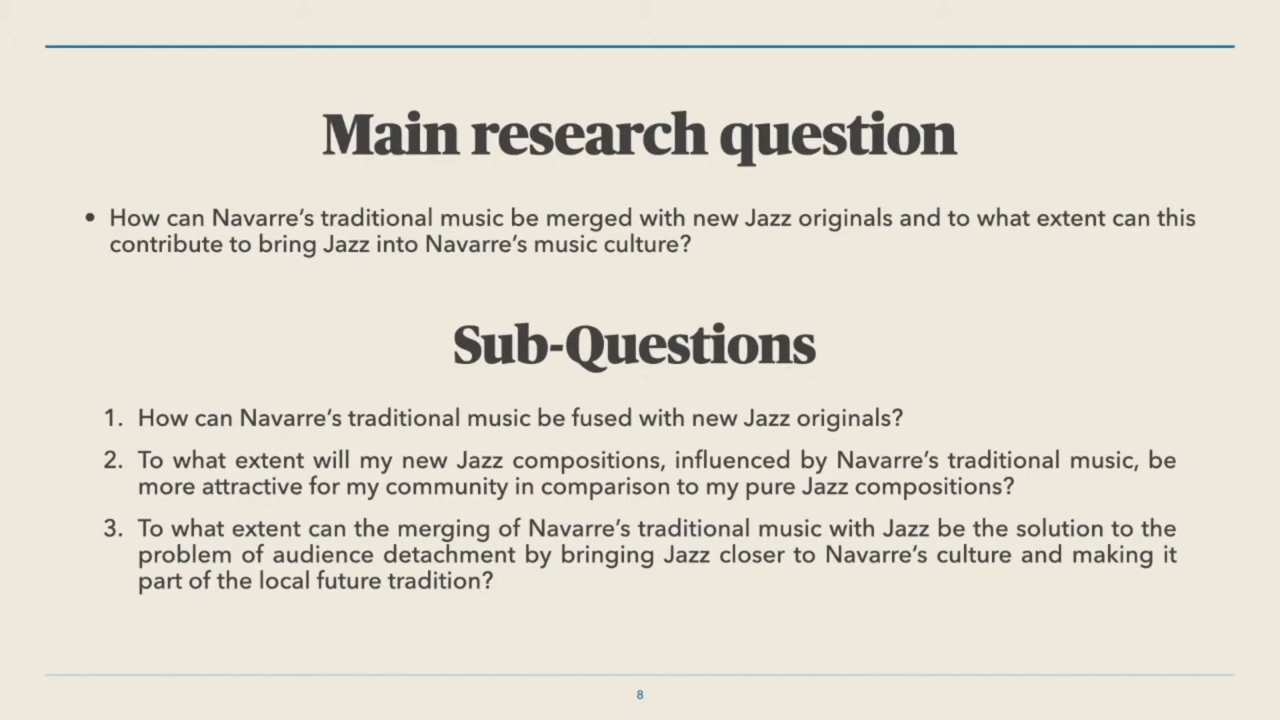 Main research question
• How can Navarre’s traditional music be merged with new Jazz originals and to what extent can this
contribute to bring Jazz into Navarre’s music culture?
Sub-Questions
1. How can Navarre’s traditional music be fused with new Jazz originals?
2. To what extent will my new Jazz compositions, influenced by Navarre’s traditional music, be
more attractive for my community in comparison to my pure Jazz compositions?
3. To what extent can the merging of Navarre’s traditional music with Jazz be the solution to the
problem of audience detachment by bringing Jazz closer to Navarre’s culture and making it
part of the local future tradition?
8